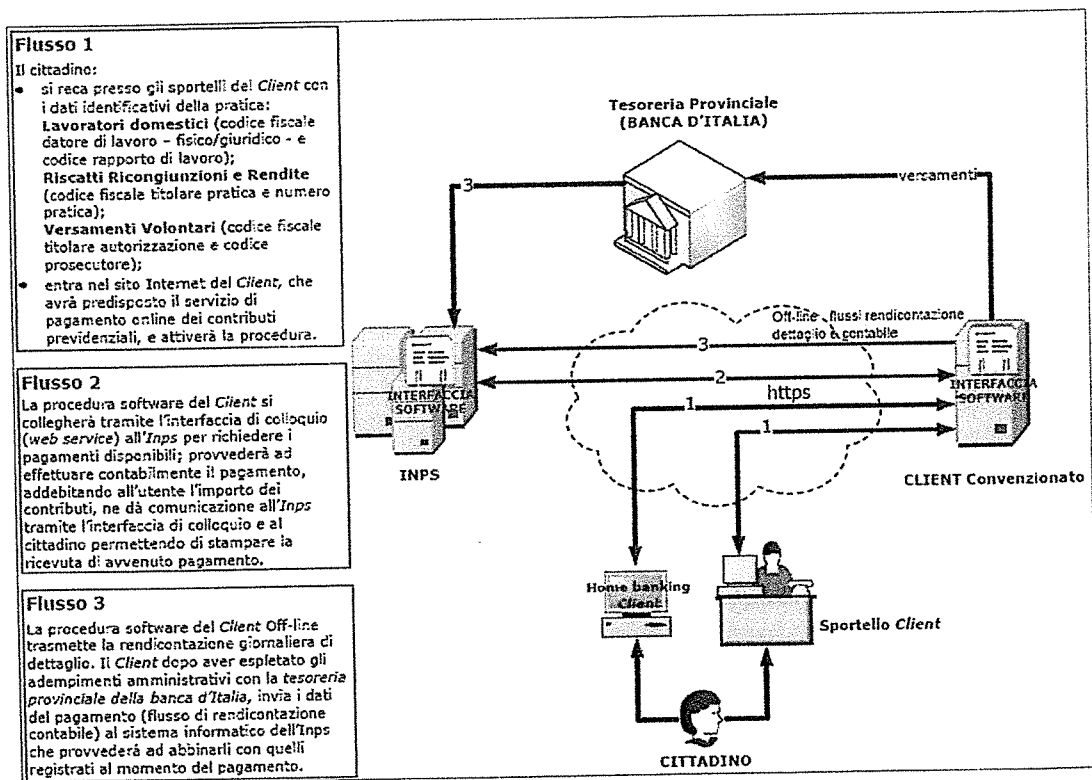 Flusso 1
Il cittadino:
• si reca presso gli sportelli del Client con
i dati identificativi della pratica:
Lavoratori domestici (codice fiscale
datore di lavoro – fisico/giuridico - e
codice rapporto di lavoro);
Riscatti Ricongiunzioni e Rendite
(codice fiscale titolare pratica e numero
pratica);
Versamenti Volontari (codice fiscale
titolare autorizzazione e codice
prosecutore);
• entra nel sito Internet del Client, che
avrà predisposto il servizio di
pagamento online dei contributi
previdenziali, e attiverà la procedura.
Flusso 2
La procedura software del Client si
collegherà tramite l'interfaccia di colloquio
(web service) all'Inps per richiedere i
pagamenti disponibili; provvederà ad
effettuare contabilmente il pagamento,
addebitando all'utente l'importo dei
contributi, ne dà comunicazione all'Inps
tramite l'interfaccia di colloquio e al
cittadino permettendo di stampare la
ricevuta di avvenuto pagamento.
Flusso 3
La procedura software del Client Off-line
trasmette la rendicontazione giornaliera di
dettaglio. Il Client dopo aver espletato gli
adempimenti amministrativi con la tesoreria
provinciale della banca d'Italia, invia i dati
del pagamento (flusso di rendicontazione
contabile) al sistema informatico dell'Inps
che provvederà ad abbinarli con quelli
registrati al momento del pagamento.
Tesoreria Provinciale
(BANCA D'ITALIA)
3
versamenti
Off-line flussi rendicontazione
dettaglio & contabile
3
2
https
1
1
INTERFACCIA
SOFTWARE
INPS
INTERFACCIA
SOFTWARE
CLIENT Convenzionato
Home banking
Client
Sportello Client
CITTADINO